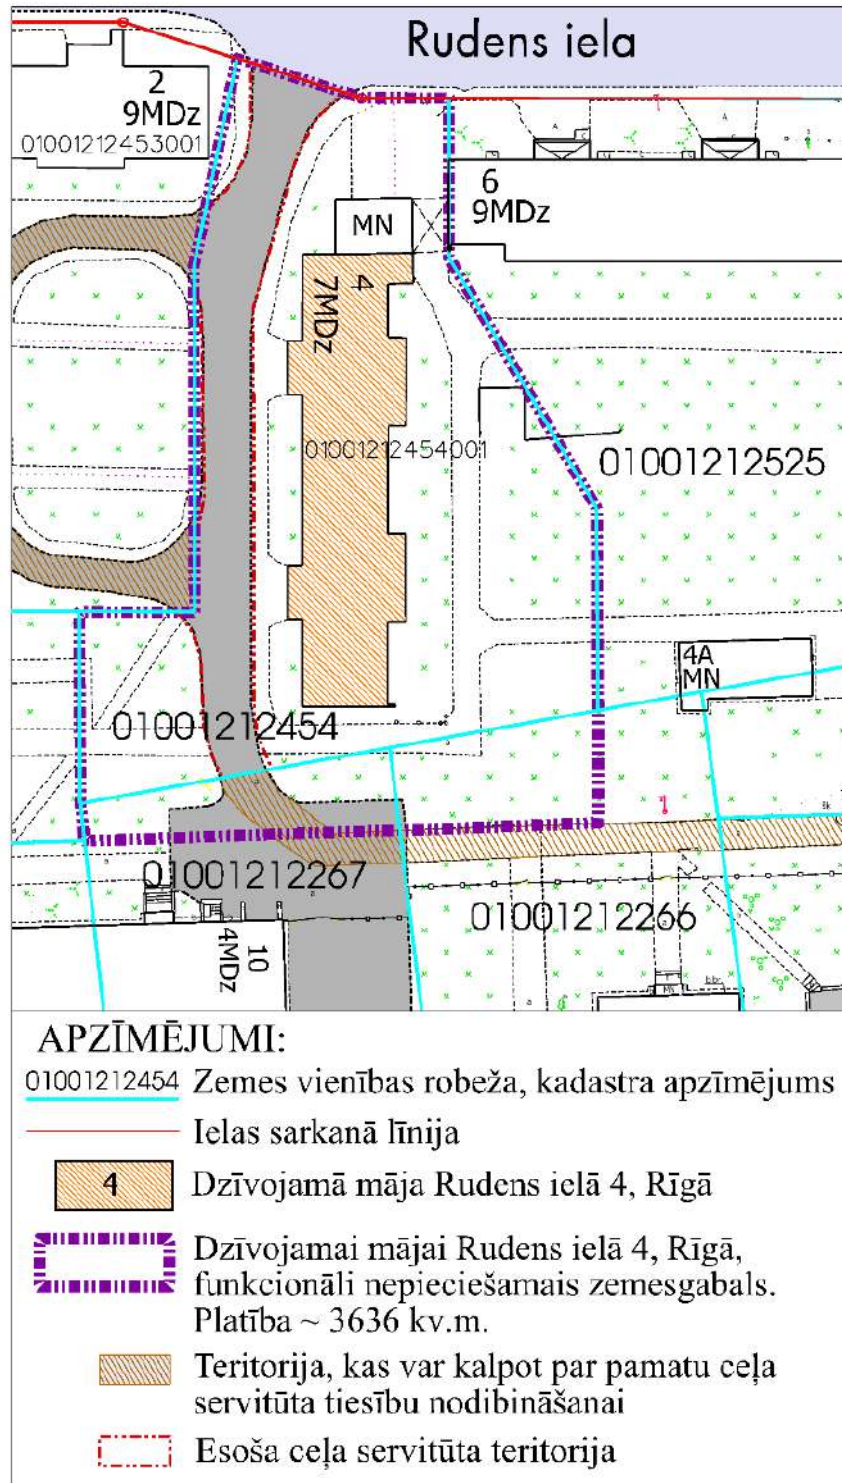 Rudens iela
2
9MDz
01001212453001
6
9MDz
MN
4
7MDz
01001212454001
01001212525
4A
MN
01001212454
01001212267
01001212266
10
4MDz
APZĪMĒJUMI:
01001212454 Zemes vienības robeža, kadastra apzīmējums
Ielas sarkanā līnija
4 Dzīvojamā māja Rudens ielā 4, Rīgā
Dzīvojamai mājai Rudens ielā 4, Rīgā,
funkcionāli nepieciešamais zemesgabals.
Platība ~ 3636 kv.m.
Teritorija, kas var kalpot par pamatu ceļa
servitūta tiesību nodibināšanai
Esoša ceļa servitūta teritorija